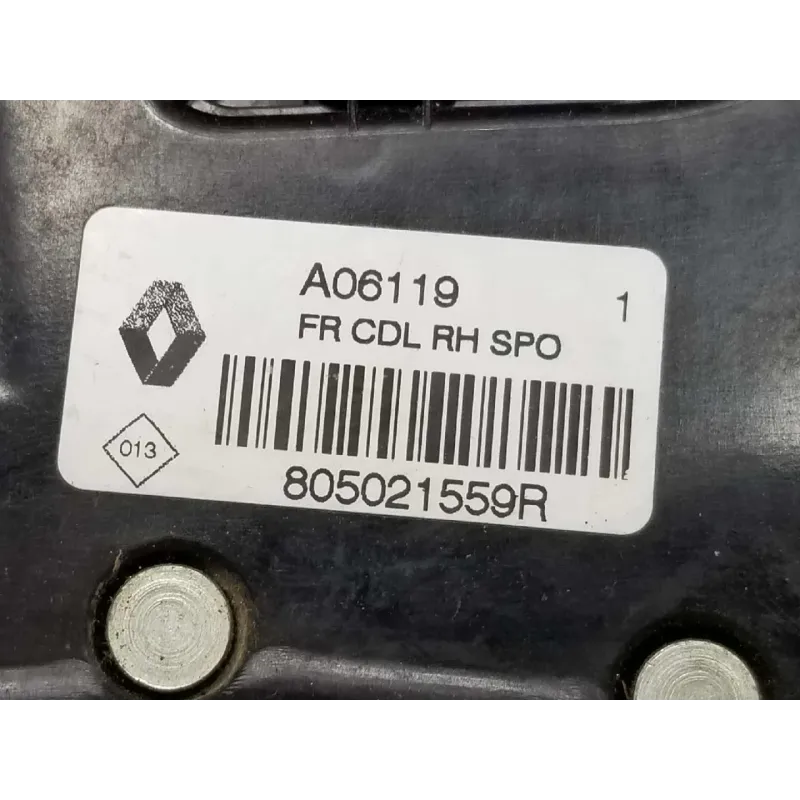 A06119 1
FR CDL RH SPO
013
805021559R